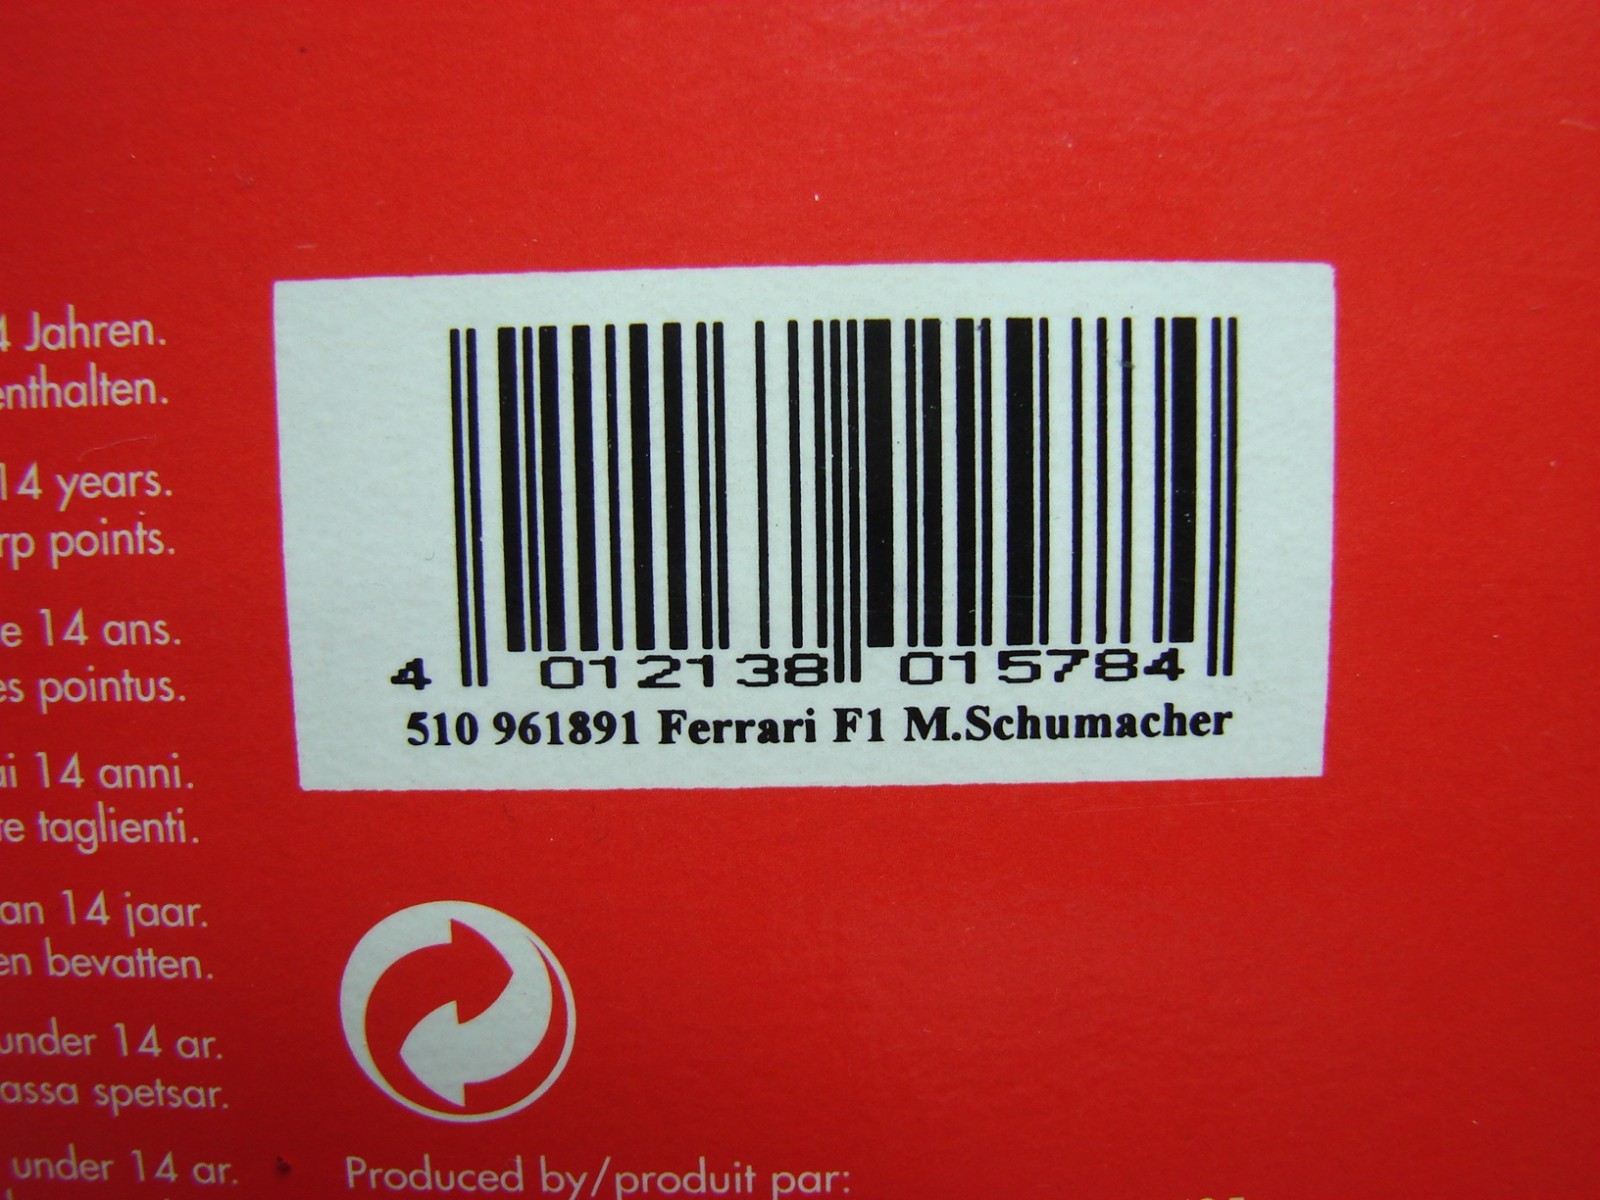 4 Jahren.
enthalten.
14 years.
rp points.
e 14 ans.
es pointus.
ai 14 anni.
re taglienti.
an 14 jaar.
en bevatten.
under 14 ar.
assa spetsar.
under 14 ar.
4 012138 015784
510 961891 Ferrari F1 M.Schumacher
Produced by/produit par: